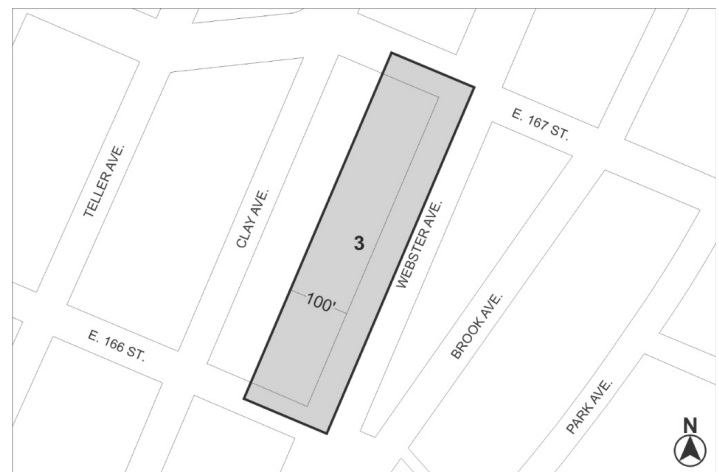 E. 167 ST.
TELLER AVE.
CLAY AVE.
WEBSTER AVE.
3
100'
BROOK AVE.
E. 166 ST.
PARK AVE.
N